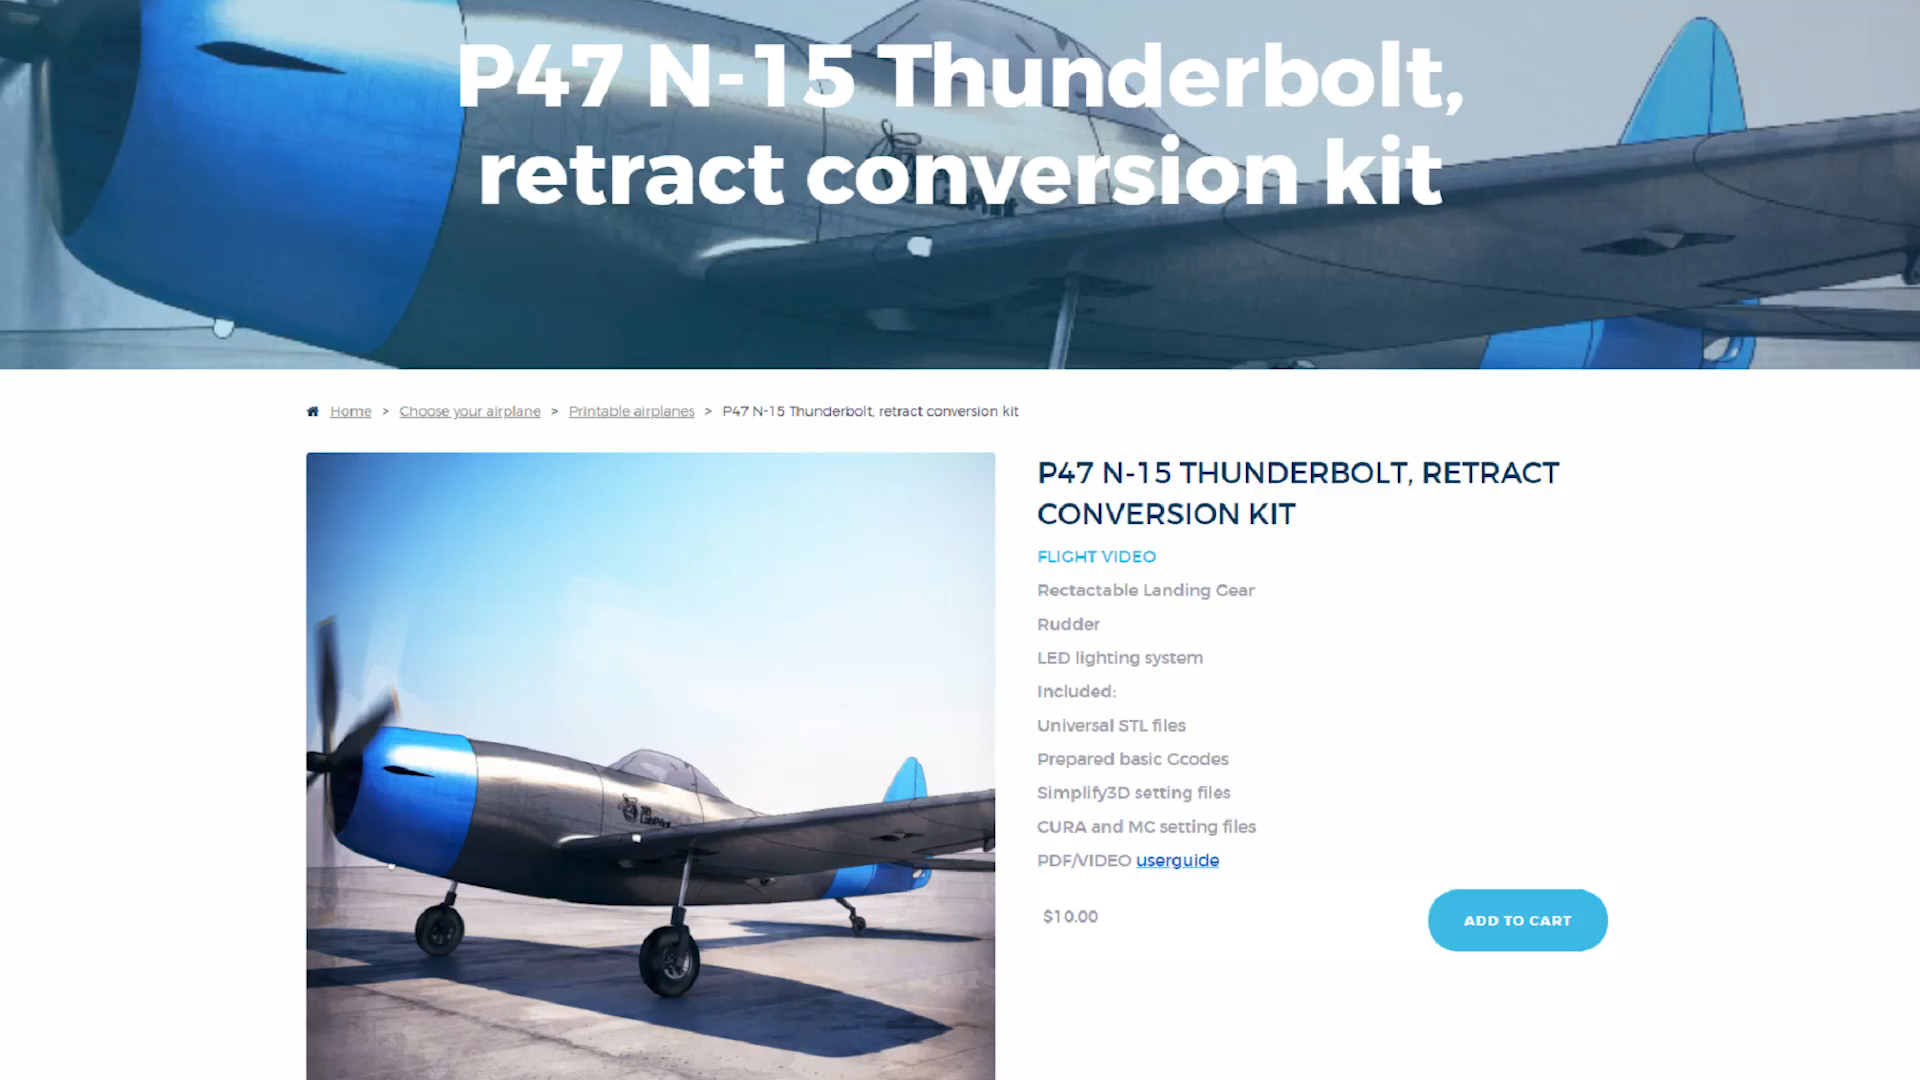 P47 N-15 Thunderbolt,
retract conversion kit
Home > Choose your airplane > Printable airplanes > P47 N-15 Thunderbolt, retract conversion kit
P47 N-15 THUNDERBOLT, RETRACT
CONVERSION KIT
FLIGHT VIDEO
Rectactable Landing Gear
Rudder
LED lighting system
Included:
Universal STL files
Prepared basic Gcodes
Simplify3D setting files
CURA and MC setting files
PDF/VIDEO userguide
$10.00
ADD TO CART
3D
LabPrint